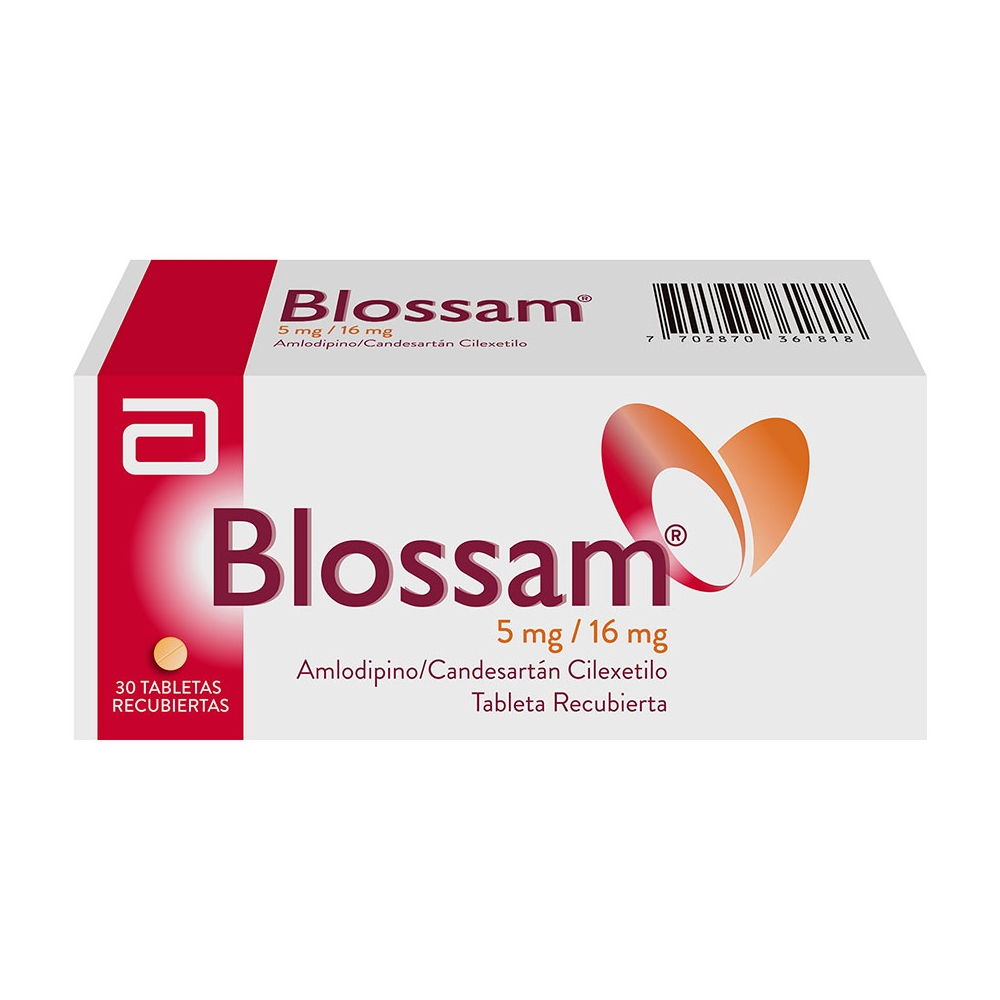 Blossam®
5 mg / 16 mg
Amlodipino/Candesartán Cilexetilo
7 702870 361818
Blossam®
5 mg / 16 mg
Amlodipino/Candesartán Cilexetilo
Tableta Recubierta
30 TABLETAS
RECUBIERTAS